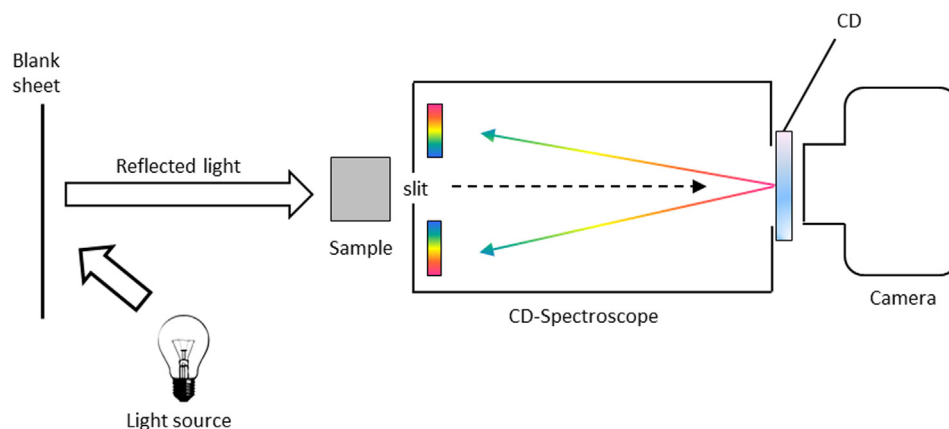 CD
Blank
sheet
Reflected light
slit
Sample
CD-Spectroscope
Camera
Light source